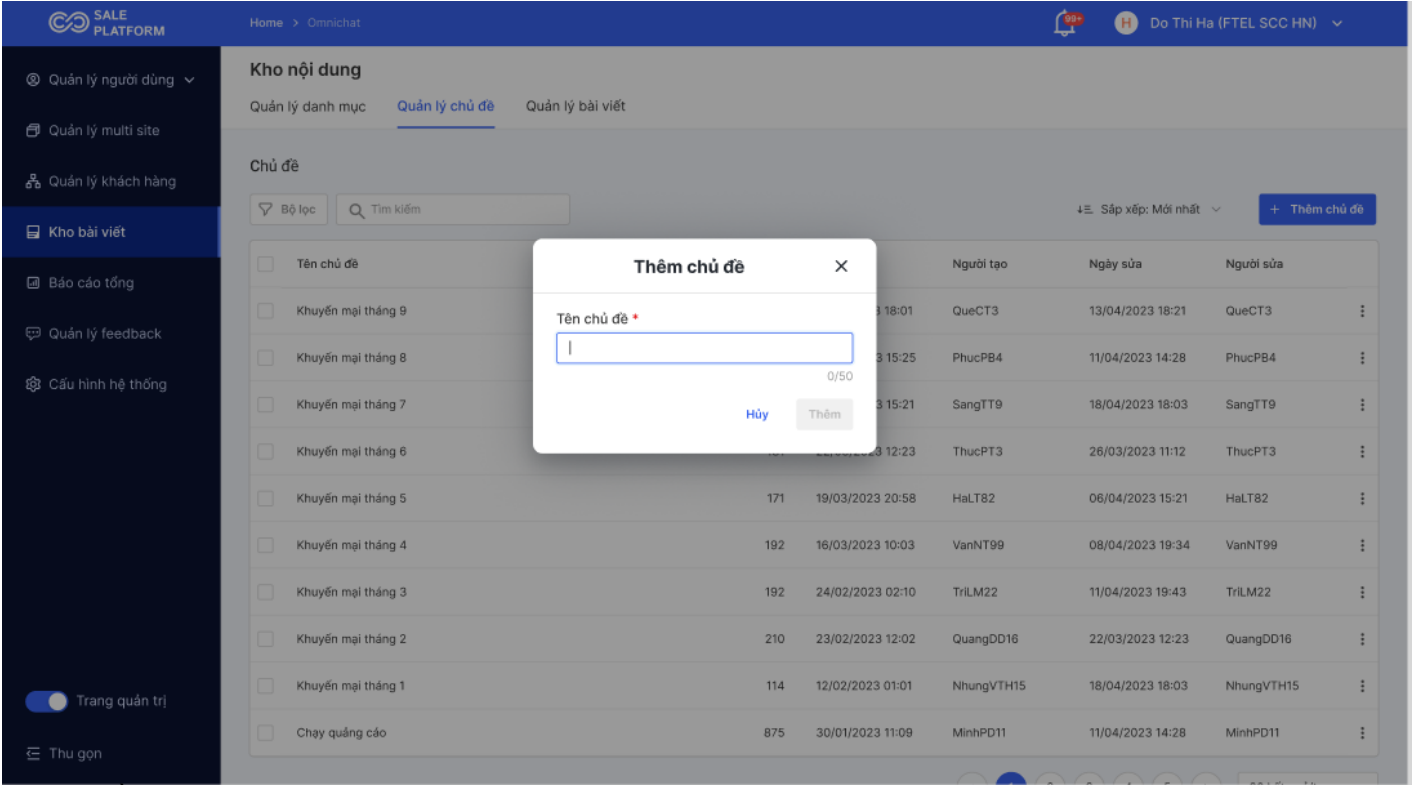 SALE
PLATFORM
Home > Omnichat
99+
H
Do Thi Ha (FTEL SCC HN)
Quản lý người dùng
Quản lý multi site
Quản lý khách hàng
Kho bài viết
Báo cáo tổng
Quản lý feedback
Cấu hình hệ thống
Trang quản trị
Thu gọn
Kho nội dung
Quản lý danh mục Quản lý chủ đề Quản lý bài viết
Chủ đề
Bộ lọc Tìm kiếm Sắp xếp: Mới nhất + Thêm chủ đề
Tên chủ đề Người tạo Ngày sửa Người sửa
Khuyến mại tháng 9 18:01 QueCT3 13/04/2023 18:21 QueCT3
Khuyến mại tháng 8 15:25 PhucPB4 11/04/2023 14:28 PhucPB4
Khuyến mại tháng 7 15:21 SangTT9 18/04/2023 18:03 SangTT9
Khuyến mại tháng 6 12:23 ThucPT3 26/03/2023 11:12 ThucPT3
Khuyến mại tháng 5 171 19/03/2023 20:58 HaLT82 06/04/2023 15:21 HaLT82
Khuyến mại tháng 4 192 16/03/2023 10:03 VanNT99 08/04/2023 19:34 VanNT99
Khuyến mại tháng 3 192 24/02/2023 02:10 TriLM22 11/04/2023 19:43 TriLM22
Khuyến mại tháng 2 210 23/02/2023 12:02 QuangDD16 22/03/2023 12:23 QuangDD16
Khuyến mại tháng 1 114 12/02/2023 01:01 NhungVTH15 18/04/2023 18:03 NhungVTH15
Chạy quảng cáo 875 30/01/2023 11:09 MinhPD11 11/04/2023 14:28 MinhPD11
Thêm chủ đề
Tên chủ đề *
0/50
Hủy Thêm